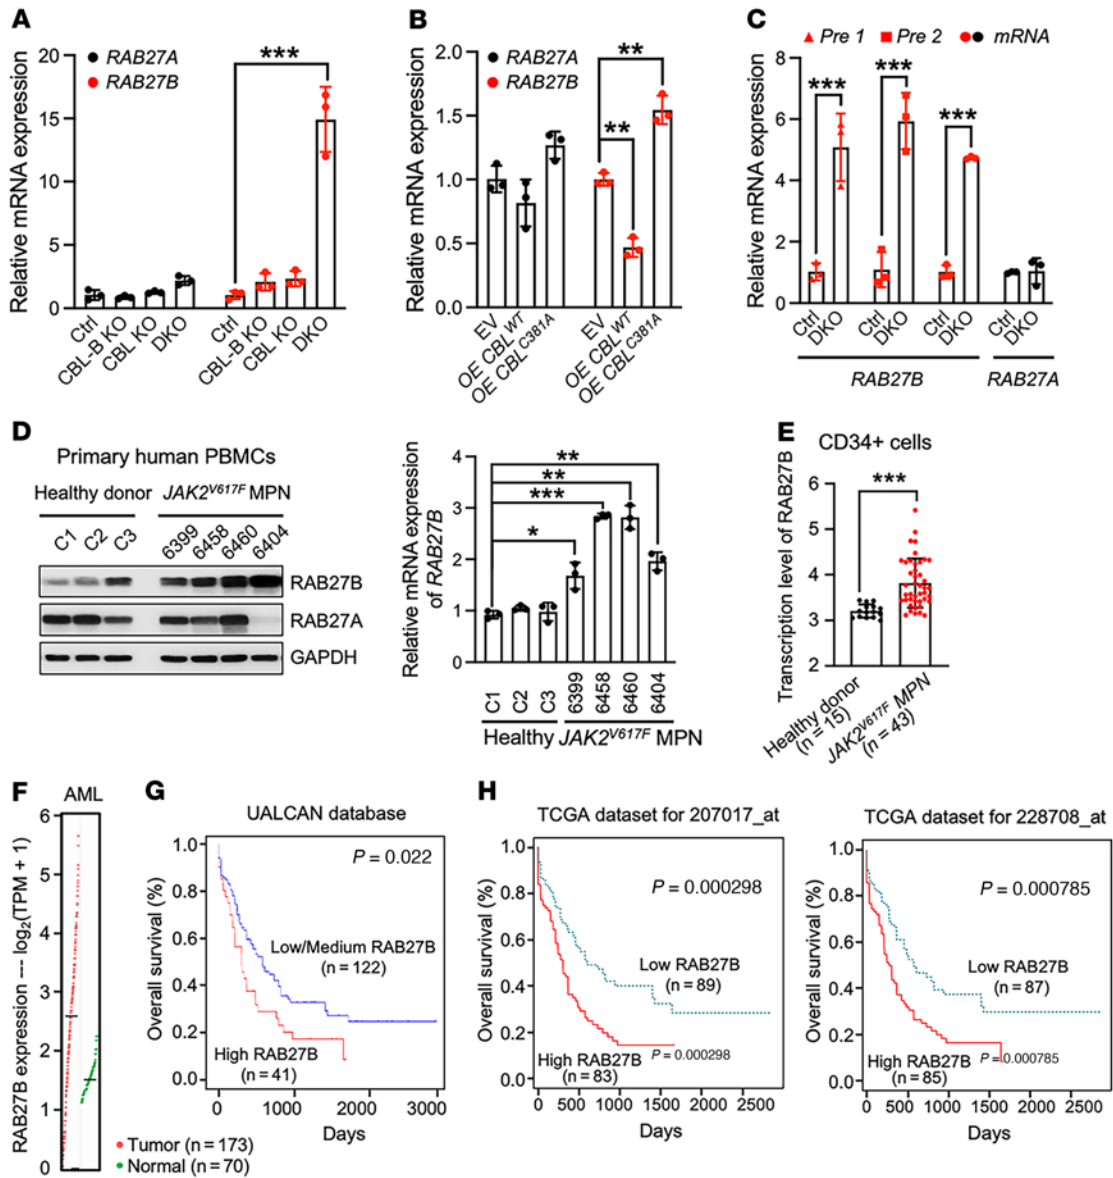 A
Relative mRNA expression
20
15
10
5
0
RAB27A
RAB27B
***
Ctrl
CBL-B KO
CBL KO
DKO
Ctrl
CBL-B KO
CBL KO
DKO
B
Relative mRNA expression
2.0
1.5
1.0
0.5
0.0
RAB27A
RAB27B
**
**
EV
OE CBL WT
OE CBL C381A
EV
OE CBL WT
OE CBL C381A
C
Pre 1 Pre 2 mRNA
Relative mRNA expression
8
6
4
2
0
***
***
***
Ctrl
DKO
Ctrl
DKO
Ctrl
DKO
Ctrl
DKO
RAB27B
RAB27A
D
Primary human PBMCs
Healthy donor JAK2V617F MPN
C1 C2 C3 6399 6458 6460 6404
RAB27B
RAB27A
GAPDH
Relative mRNA expression
of RAB27B
4
3
2
1
0
**
**
***
*
C1
C2
C3
6399
6458
6460
6404
Healthy JAK2V617F MPN
E
CD34+ cells
Transcription level of RAB27B
6
5
4
3
2
***
Healthy donor
(n = 15)
JAK2V617F MPN
(n = 43)
F
AML
RAB27B expression --- log2(TPM + 1)
6
5
4
3
2
1
0
Tumor (n = 173)
Normal (n = 70)
G
UALCAN database
Overall survival (%)
1.0
0.8
0.6
0.4
0.2
0.0
P = 0.022
Low/Medium RAB27B
(n = 122)
High RAB27B
(n = 41)
0 1000 2000 3000
Days
H
TCGA dataset for 207017_at
Overall survival (%)
1.0
0.8
0.6
0.4
0.2
0.0
P = 0.000298
Low RAB27B
(n = 89)
High RAB27B
(n = 83)
P = 0.000298
0 500 1000 1500 2000 2500
Days
TCGA dataset for 228708_at
Overall survival (%)
1.0
0.8
0.6
0.4
0.2
0.0
P = 0.000785
Low RAB27B
(n = 87)
High RAB27B
(n = 85)
P = 0.000785
0 500 1000 1500 2000 2500
Days